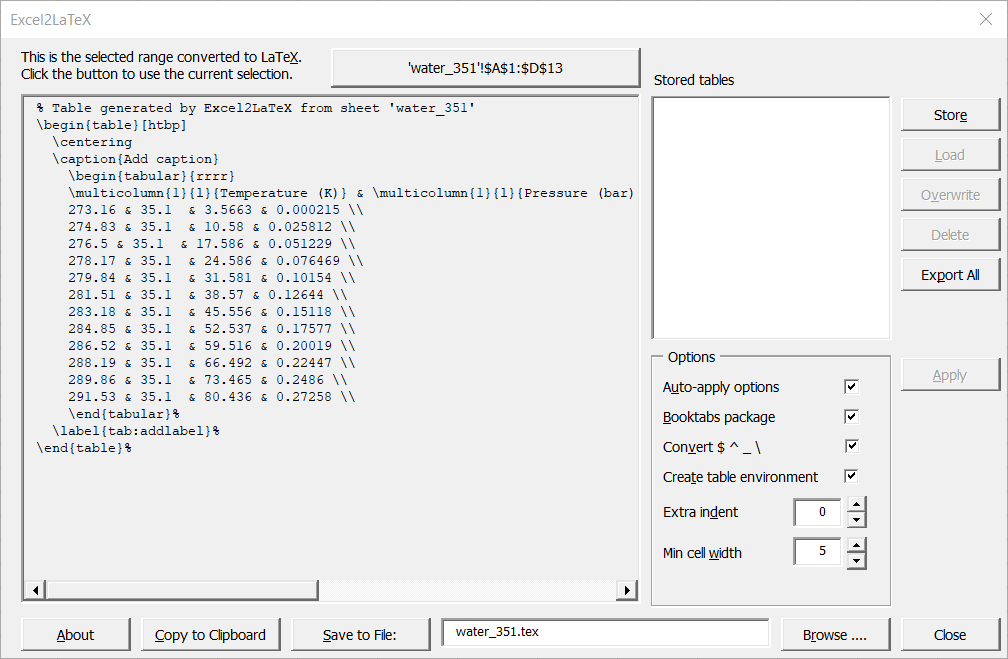 Excel2LaTeX
This is the selected range converted to LaTeX.
Click the button to use the current selection.
'water_351'!$A$1:$D$13
% Table generated by Excel2LaTeX from sheet 'water_351'
\begin{table}[htbp]
  \centering
  \caption{Add caption}
    \begin{tabular}{rrrr}
    \multicolumn{1}{l}{Temperature (K)} & \multicolumn{1}{l}{Pressure (bar)
    273.16 & 35.1  & 3.5663 & 0.000215 \\
    274.83 & 35.1  & 10.58 & 0.025812 \\
    276.5 & 35.1  & 17.586 & 0.051229 \\
    278.17 & 35.1  & 24.586 & 0.076469 \\
    279.84 & 35.1  & 31.581 & 0.10154 \\
    281.51 & 35.1  & 38.57 & 0.12644 \\
    283.18 & 35.1  & 45.556 & 0.15118 \\
    284.85 & 35.1  & 52.537 & 0.17577 \\
    286.52 & 35.1  & 59.516 & 0.20019 \\
    288.19 & 35.1  & 66.492 & 0.22447 \\
    289.86 & 35.1  & 73.465 & 0.2486 \\
    291.53 & 35.1  & 80.436 & 0.27258 \\
    \end{tabular}%
  \label{tab:addlabel}%
\end{table}%
Stored tables
Store
Load
Overwrite
Delete
Export All
Options
Auto-apply options
Booktabs package
Convert $ ^ _ \
Create table environment
Extra indent 0
Min cell width 5
Apply
About
Copy to Clipboard
Save to File:
water_351.tex
Browse ....
Close